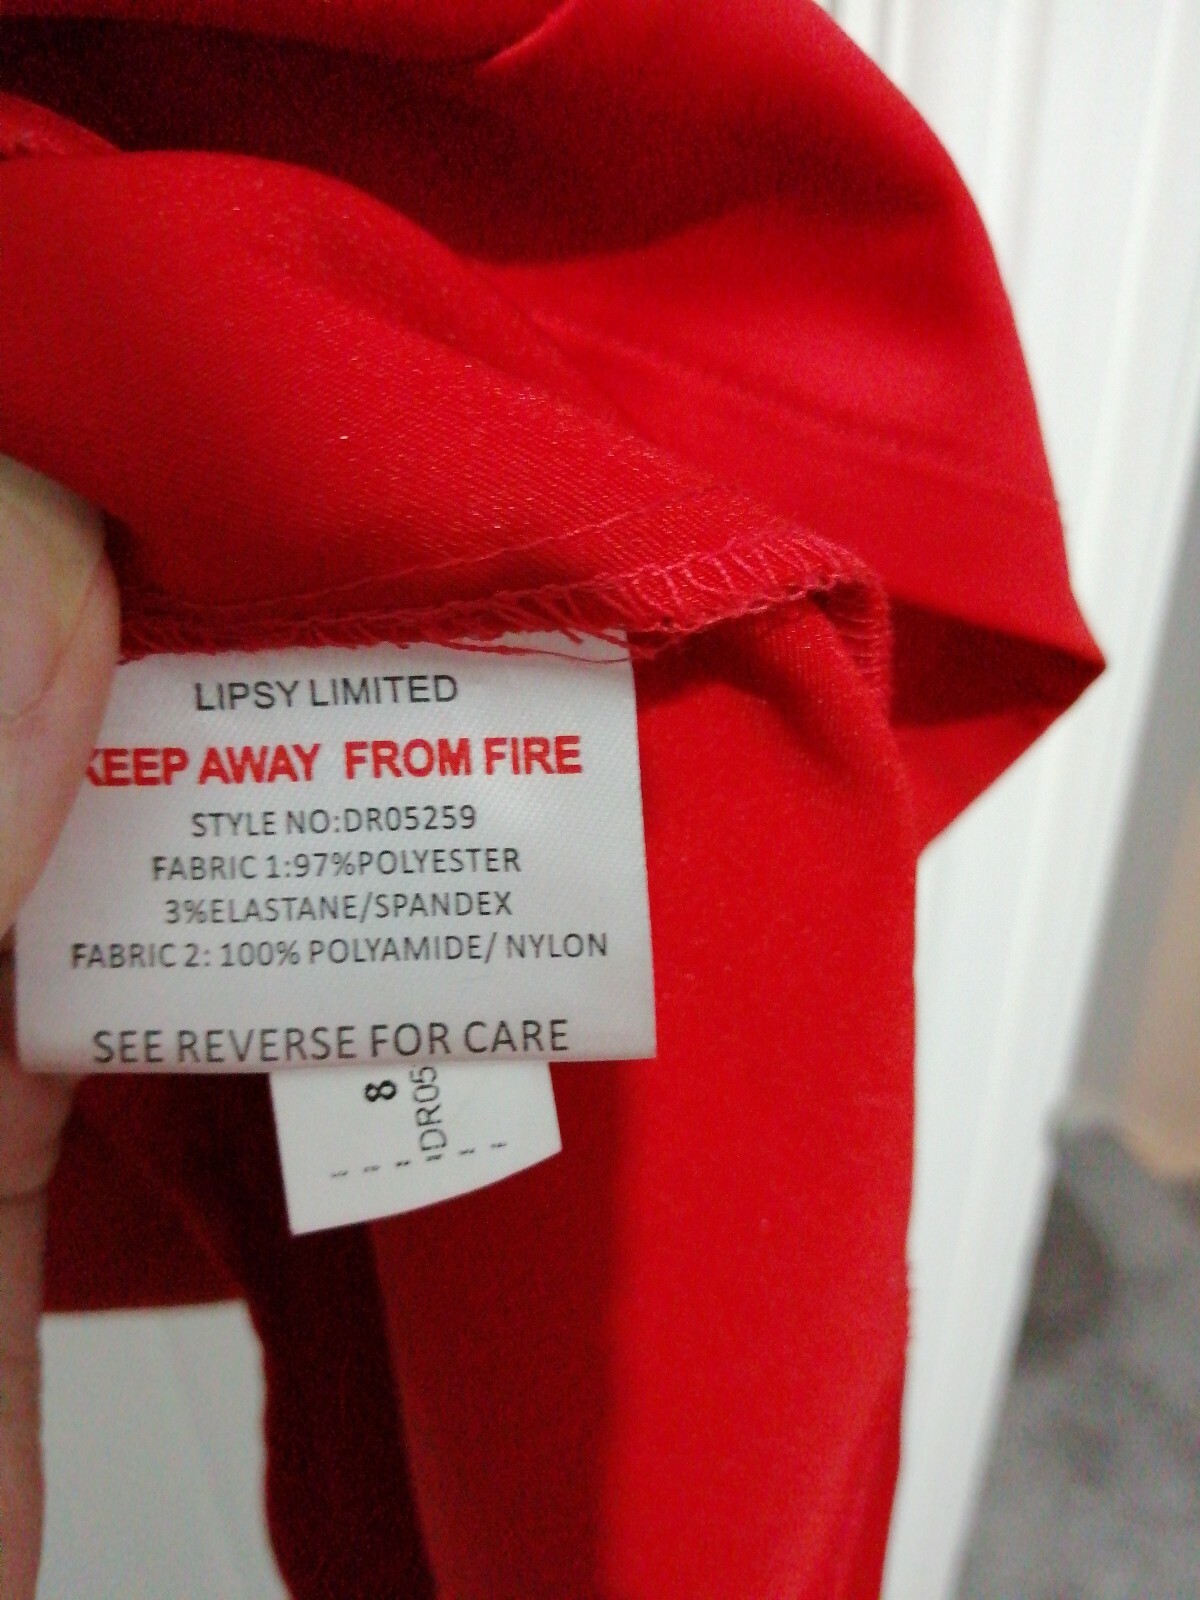 LIPSY LIMITED
KEEP AWAY FROM FIRE
STYLE NO:DR05259
FABRIC 1:97%POLYESTER
3%ELASTANE/SPANDEX
FABRIC 2: 100% POLYAMIDE/ NYLON
SEE REVERSE FOR CARE
8
DR05